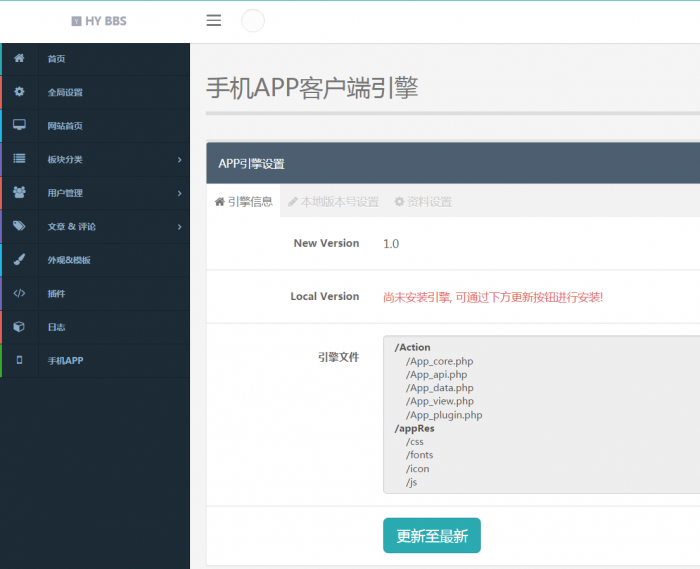 HY BBS
首页
全局设置
网站首页
板块分类
用户管理
文章 & 评论
外观&模板
插件
日志
手机APP
手机APP客户端引擎
APP引擎设置
引擎信息 本地版本号设置 资料设置
New Version 1.0
Local Version 尚未安装引擎, 可通过下方更新按钮进行安装!
引擎文件
/Action
/App_core.php
/App_api.php
/App_data.php
/App_view.php
/App_plugin.php
/appRes
/css
/fonts
/icon
/js
更新至最新